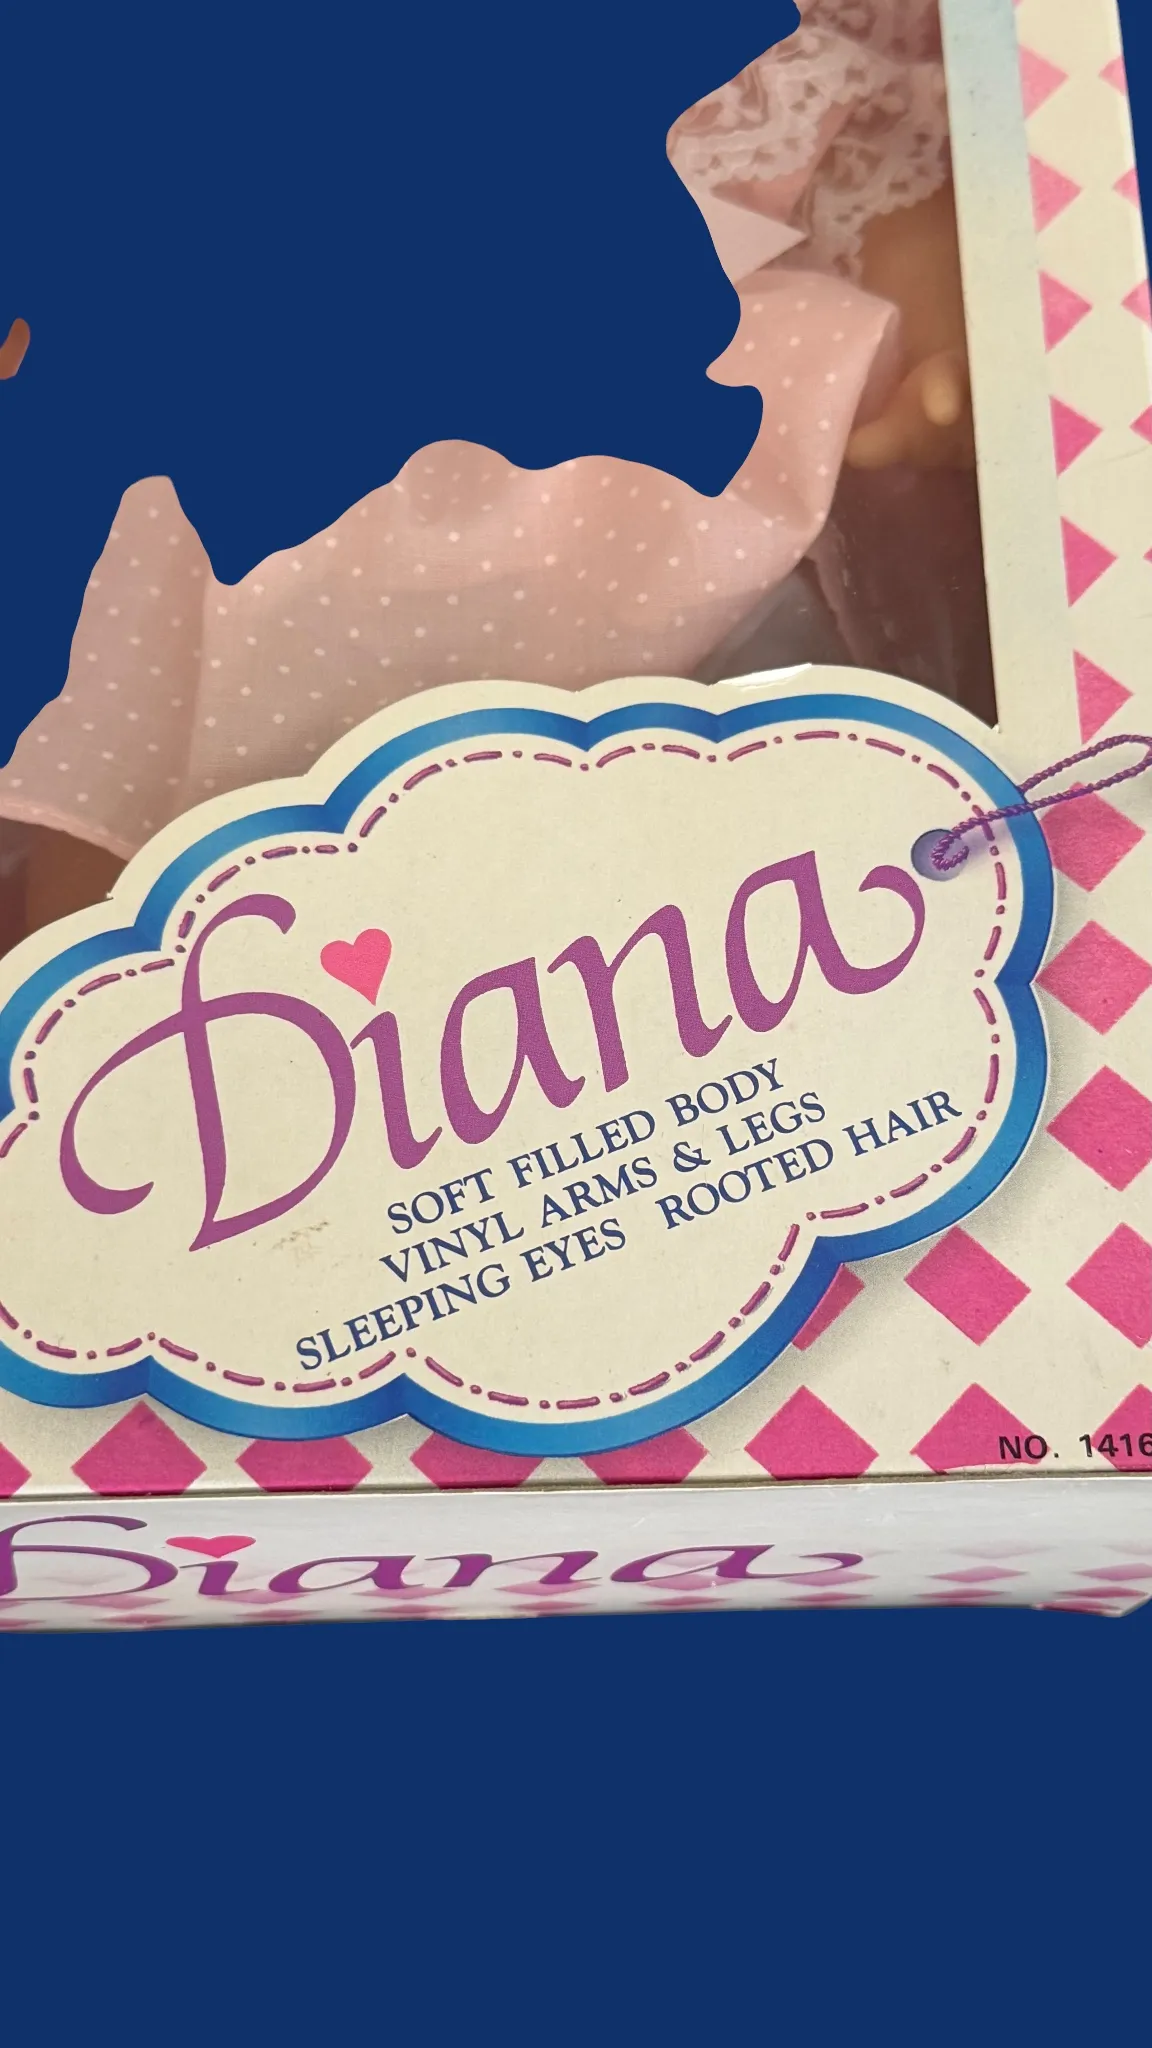 Diana
SOFT FILLED BODY
VINYL ARMS & LEGS
SLEEPING EYES ROOTED HAIR
NO. 1416
Diana